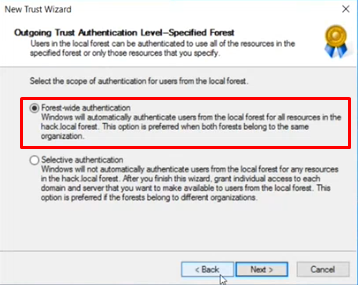 New Trust Wizard
Outgoing Trust Authentication Level--Specified Forest
Users in the local forest can be authenticated to use all of the resources in the
specified forest or only those resources that you specify.
Select the scope of authentication for users from the local forest.
Forest-wide authentication
Windows will automatically authenticate users from the local forest for all resources in the
hack.local forest. This option is preferred when both forests belong to the same
organization.
Selective authentication
Windows will not automatically authenticate users from the local forest for any resources
in the hack.local forest. After you finish this wizard, grant individual access to each
domain and server that you want to make available to users from the local forest. This
option is preferred if the forests belong to different organizations.
< Back
Next >
Cancel